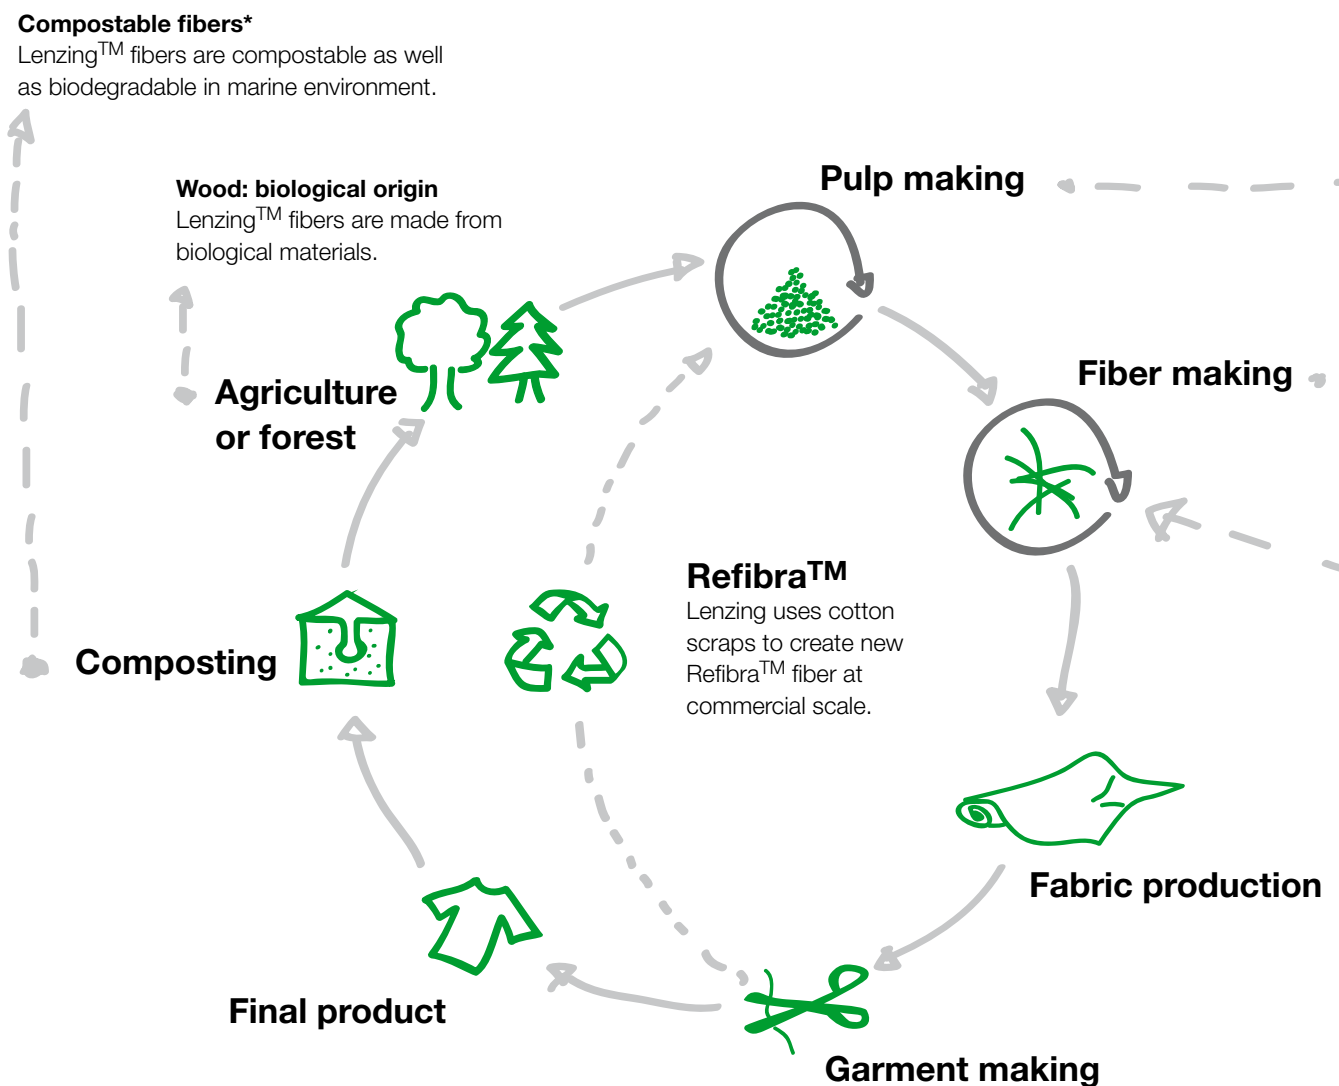 Compostable fibers*
Lenzing™ fibers are compostable as well
as biodegradable in marine environment.
Wood: biological origin
Lenzing™ fibers are made from
biological materials.
Pulp making
Agriculture
or forest
Fiber making
Refibra™
Lenzing uses cotton
scraps to create new
Refibra™ fiber at
commercial scale.
Composting
Fabric production
Final product
Garment making